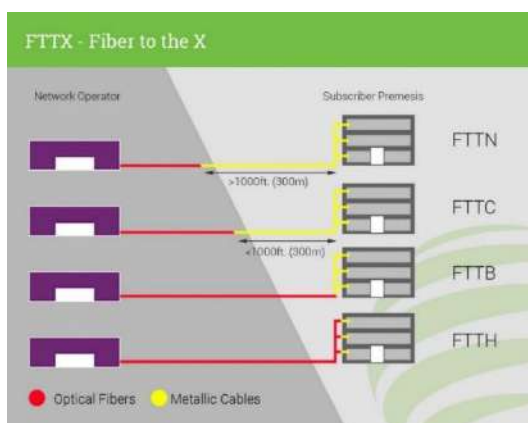 FTTX - Fiber to the X
Network Operator
Subscriber Premesis
FTTN
>1000ft. (300m)
FTTC
<1000ft. (300m)
FTTB
FTTH
Optical Fibers
Metallic Cables